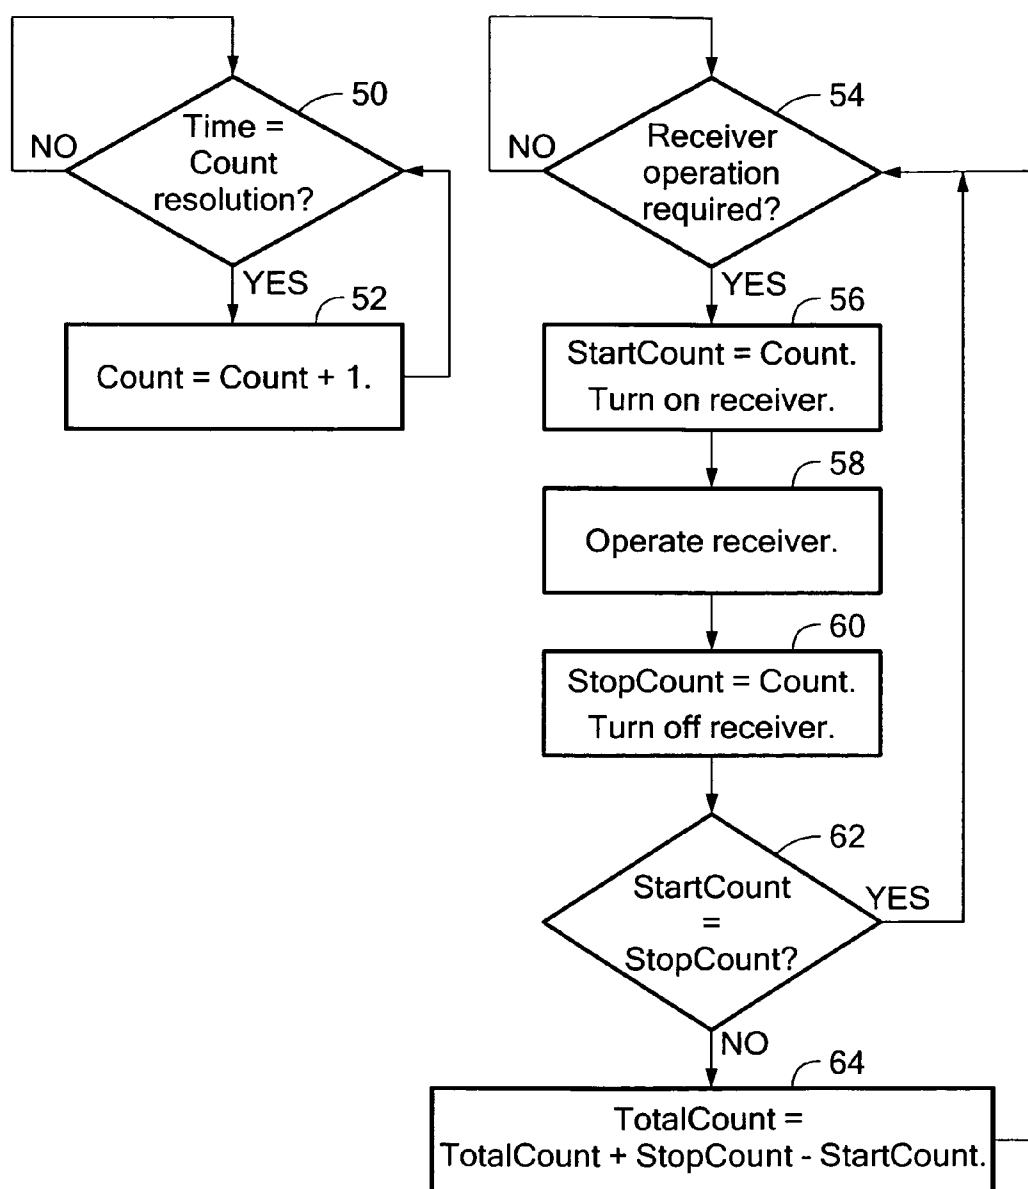 50
Time =
Count
resolution?
NO
YES
52
Count = Count + 1.
54
Receiver
operation
required?
NO
YES
56
StartCount = Count.
Turn on receiver.
58
Operate receiver.
60
StopCount = Count.
Turn off receiver.
62
StartCount
=
StopCount?
YES
NO
64
TotalCount =
TotalCount + StopCount - StartCount.